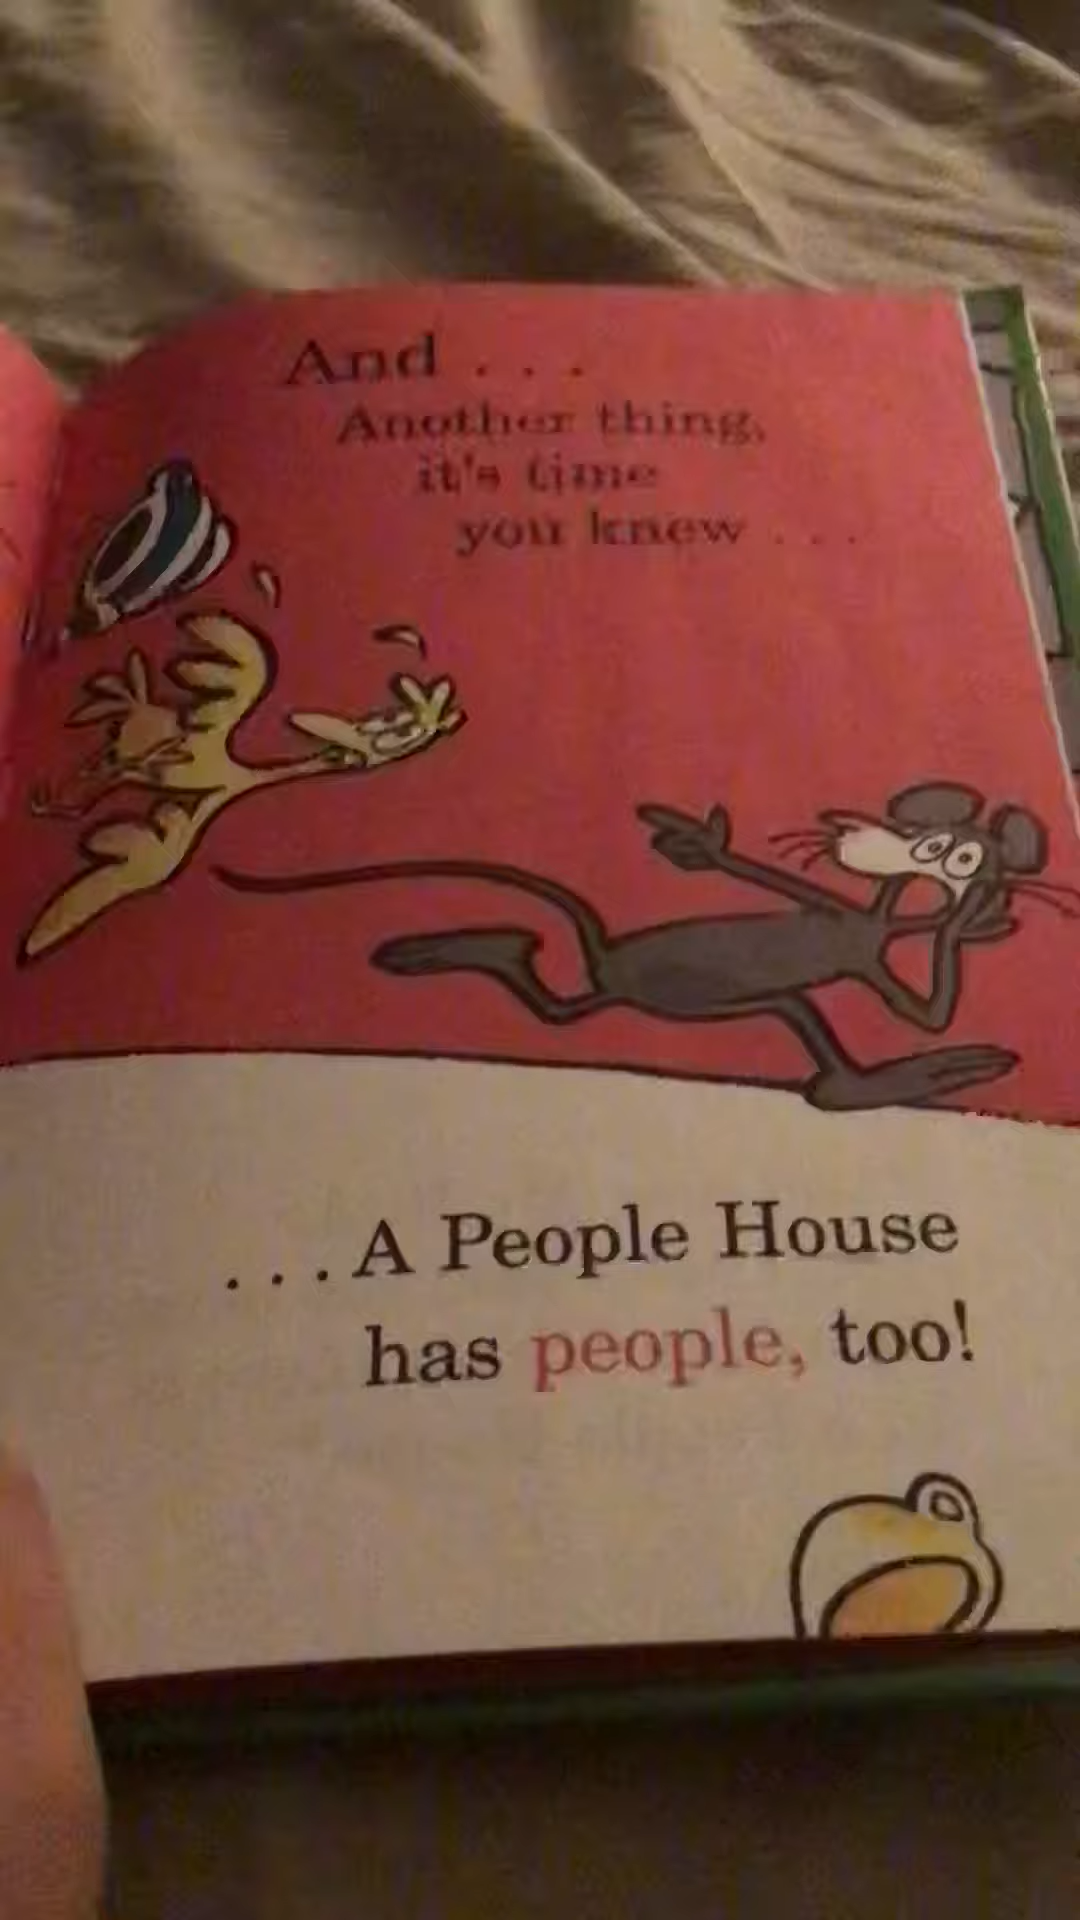 And . . .
Another thing,
it's time
you knew . . .
. . . A People House
has people, too!